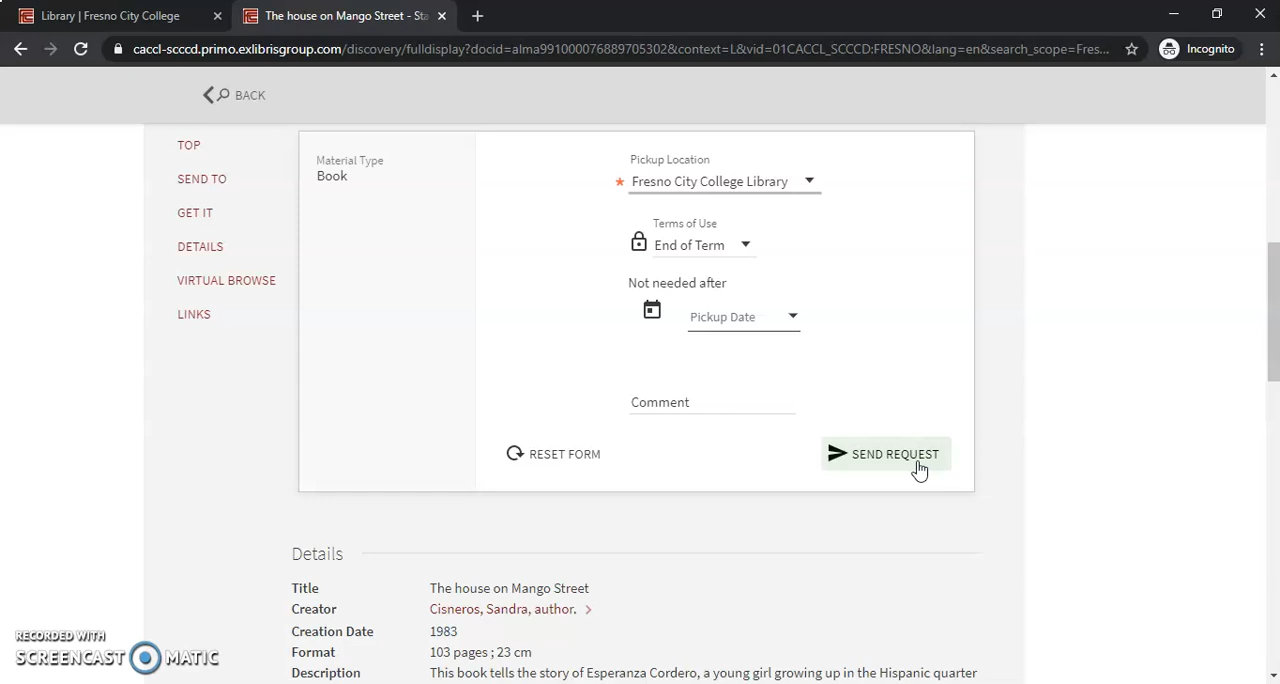 Library | Fresno City College
The house on Mango Street - Sta
Incognito
caccl-scccd.primo.exlibrisgroup.com/discovery/fulldisplay?docid=alma991000076889705302&context=L&vid=01CACCL_SCCCD:FRESNO&lang=en&search_scope=Fres...
BACK
TOP
SEND TO
GET IT
DETAILS
VIRTUAL BROWSE
LINKS
Material Type
Book
Pickup Location
* Fresno City College Library
Terms of Use
End of Term
Not needed after
Pickup Date
Comment
RESET FORM
SEND REQUEST
Details
Title The house on Mango Street
Creator Cisneros, Sandra, author. >
Creation Date 1983
Format 103 pages ; 23 cm
Description This book tells the story of Esperanza Cordero, a young girl growing up in the Hispanic quarter
RECORDED WITH
SCREENCAST MATIC